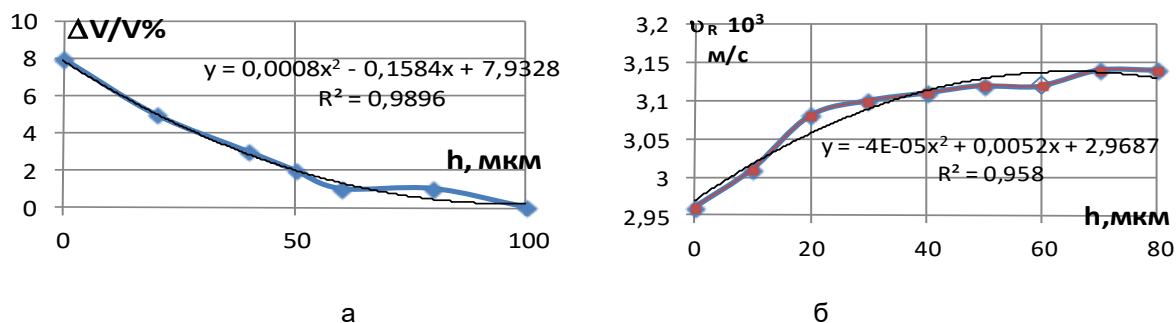 ΔV/V%
10
8
6
4
2
0
y = 0,0008x² - 0,1584x + 7,9328
R² = 0,9896
h, мкм
0 50 100
а
υR 10³
м/с
3,2
3,15
3,1
3,05
3
2,95
y = -4E-05x² + 0,0052x + 2,9687
R² = 0,958
h,мкм
0 20 40 60 80
б